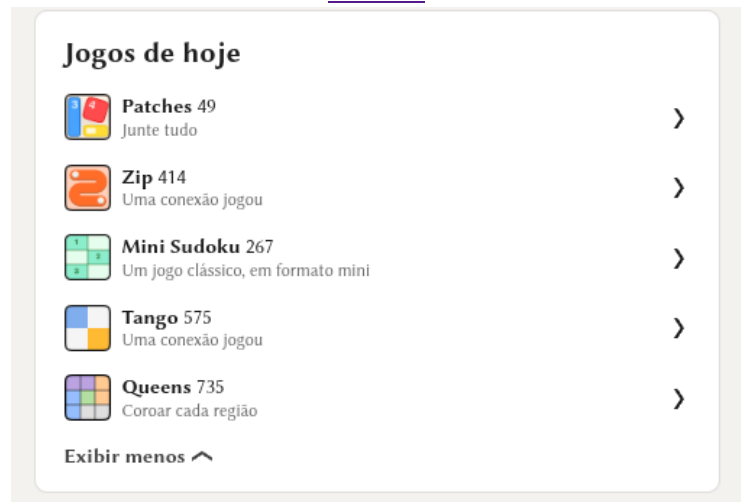 Jogos de hoje
Patches 49
Junte tudo
Zip 414
Uma conexão jogou
Mini Sudoku 267
Um jogo clássico, em formato mini
Tango 575
Uma conexão jogou
Queens 735
Coroar cada região
Exibir menos